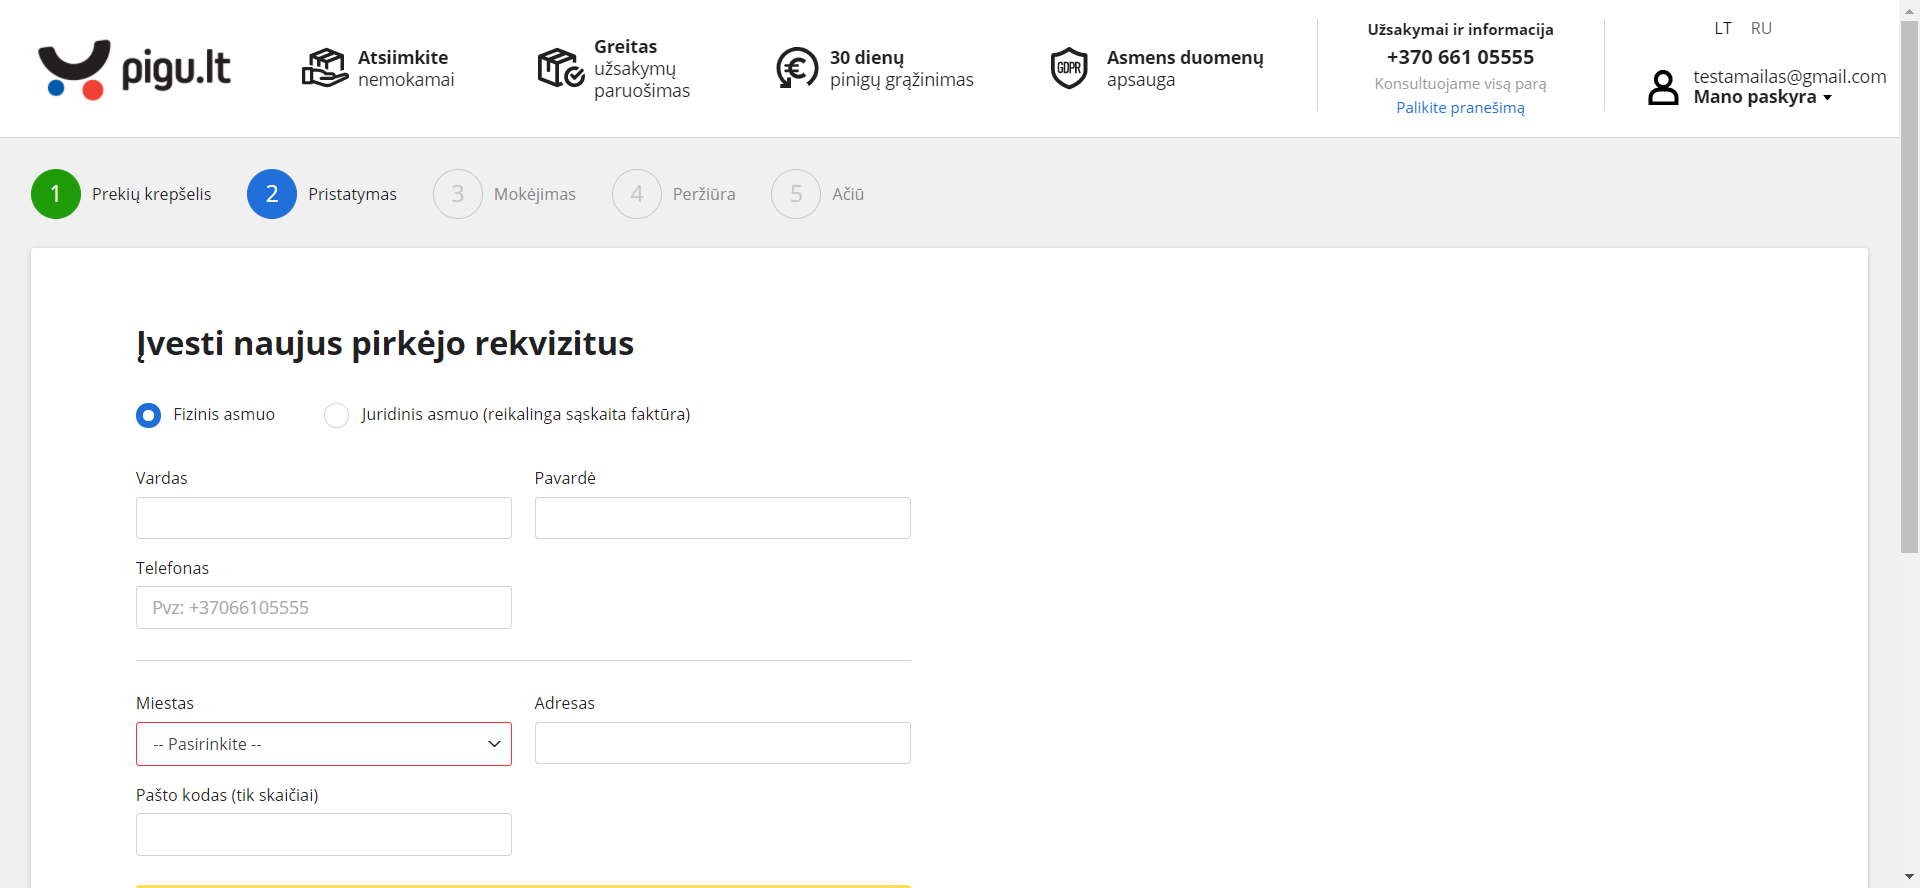 pigu.lt
Atsiimkite
nemokamai
Greitas
užsakymų
paruošimas
30 dienų
pinigų grąžinimas
GDPR
Asmens duomenų
apsauga
Užsakymai ir informacija
+370 661 05555
Konsultuojame visą parą
Palikite pranešimą
LT RU
testamailas@gmail.com
Mano paskyra
1 Prekių krepšelis 2 Pristatymas 3 Mokėjimas 4 Peržiūra 5 Ačiū
Įvesti naujus pirkėjo rekvizitus
Fizinis asmuo Juridinis asmuo (reikalinga sąskaita faktūra)
Vardas Pavardė
Telefonas
Pvz: +37066105555
Miestas Adresas
-- Pasirinkite --
Pašto kodas (tik skaičiai)